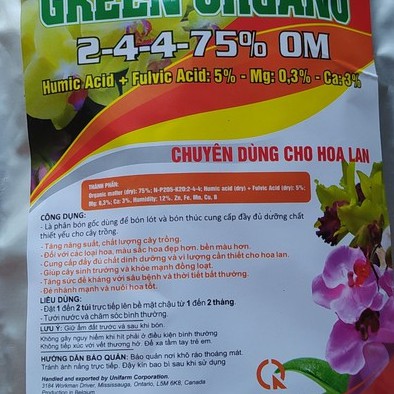 GREEN ORGANO
2-4-4-75% OM
Humic Acid + Fulvic Acid: 5% - Mg: 0,3% - Ca: 3%
CHUYÊN DÙNG CHO HOA LAN
THÀNH PHẦN:
Organic matter (dry): 75%; N-P2O5-K2O:2-4-4; Humic acid (dry) + Fulvic Acid (dry): 5%;
Mg: 0,3%; Ca: 3%, Humidity: 12%. Zn, Fe, Mn, Cu, B
CÔNG DỤNG:
- Là phân bón gốc dùng để bón lót và bón thúc cung cấp đầy đủ dưỡng chất
thiết yếu cho cây trồng.
- Tăng năng suất, chất lượng cây trồng.
- Đối với các loại hoa, màu sắc hoa đẹp hơn, bền màu hơn.
- Cung cấp đầy đủ chất dinh dưỡng và vi lượng cần thiết cho hoa lan.
- Giúp cây sinh trưởng và khỏe mạnh đồng loạt.
- Tăng sức đề kháng với sâu bệnh và thời tiết bất thường.
- Đẻ nhánh mạnh và nuôi hoa tốt.
LIỀU DÙNG:
- Đặt 1 đến 2 túi trực tiếp lên bề mặt chậu từ 1 đến 2 tháng.
- Tưới nước và chăm sóc bình thường.
LƯU Ý: Giữ ẩm đất trước và sau khi bón.
Không gây nguy hiểm khi hít phải ở điều kiện bình thường
Không tiếp xúc với vết thương hở. Để xa tầm tay trẻ em.
HƯỚNG DẪN BẢO QUẢN: Bảo quản nơi khô ráo thoáng mát.
Tránh ánh nắng trực tiếp. Đậy kín bao bì sau khi sử dụng
Handled and exported by Unifarm Corporation.
3184 Workman Driver, Mississauga, Ontario, L5M 6K9, Canada
Production in Belgium